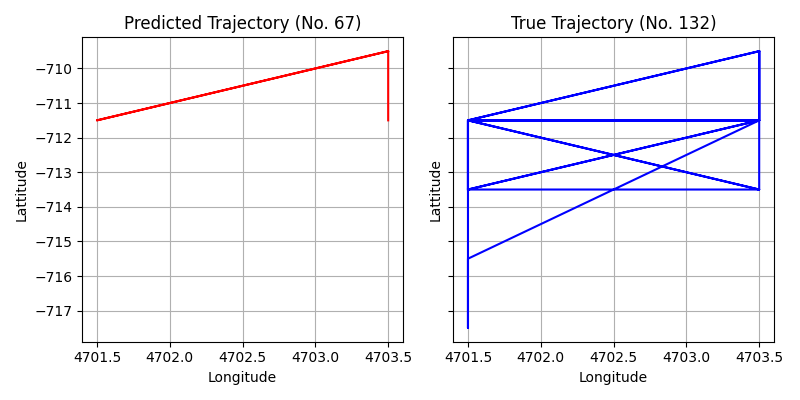 Predicted Trajectory (No. 67)
True Trajectory (No. 132)
Lattitude
−710
−711
−712
−713
−714
−715
−716
−717
4701.5 4702.0 4702.5 4703.0 4703.5
Longitude
Lattitude
4701.5 4702.0 4702.5 4703.0 4703.5
Longitude